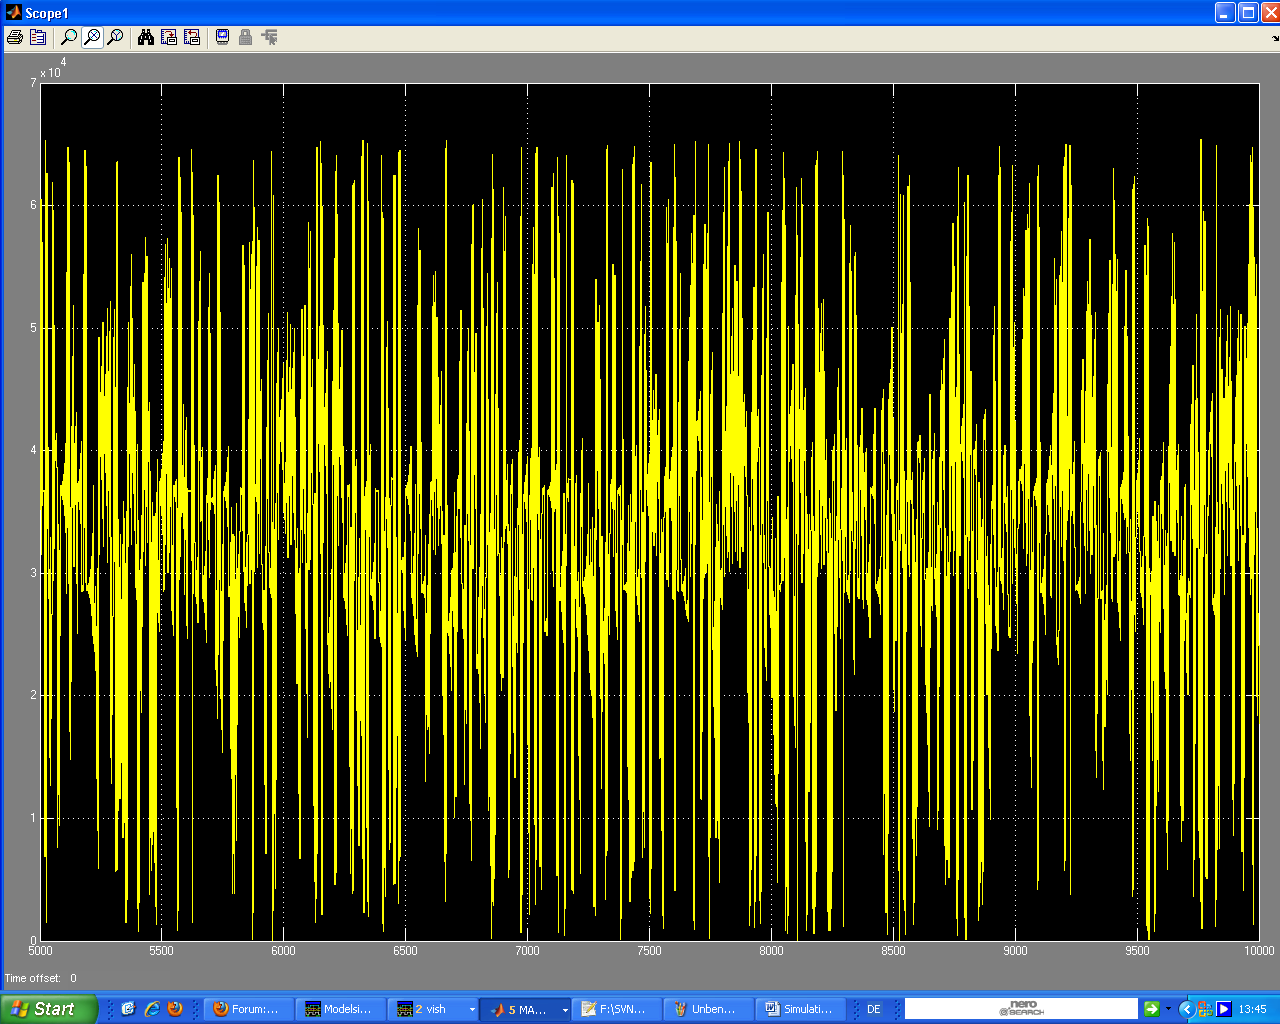 Scope1
x 10
4
7
6
5
4
3
2
1
0
5000 5500 6000 6500 7000 7500 8000 8500 9000 9500 10000
Time offset: 0
Start Forum:... Modelsi... 2 vish 5 MA... F:\SVN... Unben... Simulati... DE nero SEARCH 13:45